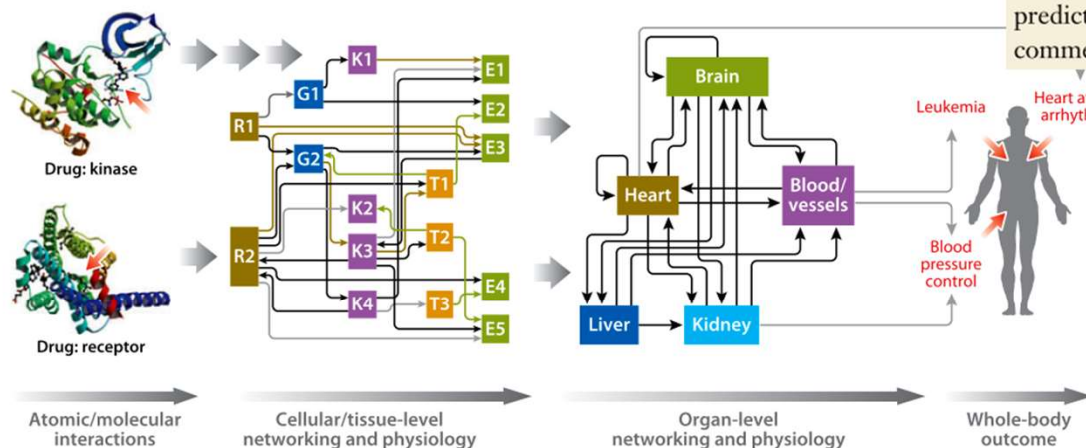 predict
comme
Brain
K1
E1
G1
E2
Leukemia
Heart a
arrhyth
R1
E3
G2
Drug: kinase
T1
Heart
Blood/
vessels
K2
T2
R2
K3
Blood
pressure
control
E4
K4
T3
Liver
Kidney
E5
Drug: receptor
Atomic/molecular
interactions
Cellular/tissue-level
networking and physiology
Organ-level
networking and physiology
Whole-body
outcome